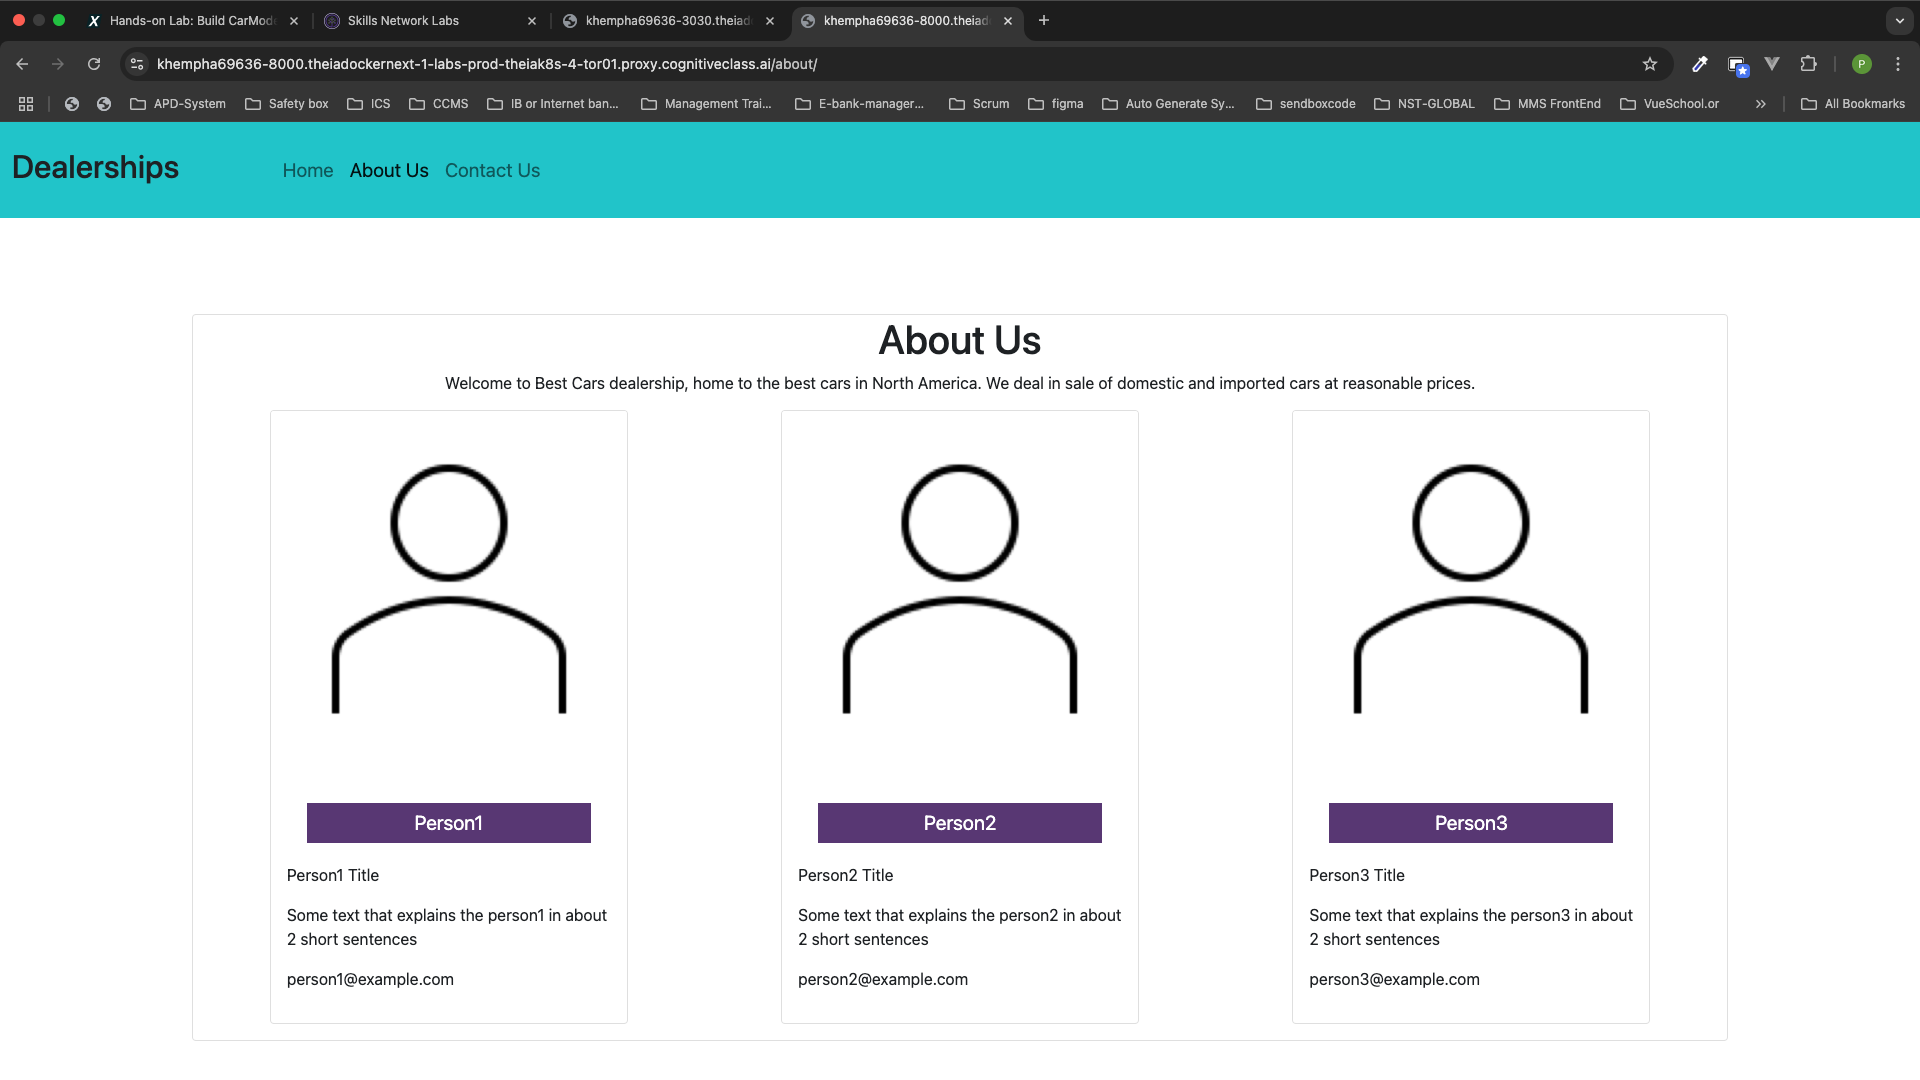 Hands-on Lab: Build CarMod
Skills Network Labs
khempha69636-3030.theiad
khempha69636-8000.theiad
khempha69636-8000.theiadockernext-1-labs-prod-theiak8s-4-tor01.proxy.cognitiveclass.ai/about/
P
APD-System
Safety box
ICS
CCMS
IB or Internet ban...
Management Trai...
E-bank-manager...
Scrum
figma
Auto Generate Sy...
sendboxcode
NST-GLOBAL
MMS FrontEnd
VueSchool.or
All Bookmarks
Dealerships
Home
About Us
Contact Us
About Us
Welcome to Best Cars dealership, home to the best cars in North America. We deal in sale of domestic and imported cars at reasonable prices.
Person1
Person1 Title
Some text that explains the person1 in about
2 short sentences
person1@example.com
Person2
Person2 Title
Some text that explains the person2 in about
2 short sentences
person2@example.com
Person3
Person3 Title
Some text that explains the person3 in about
2 short sentences
person3@example.com